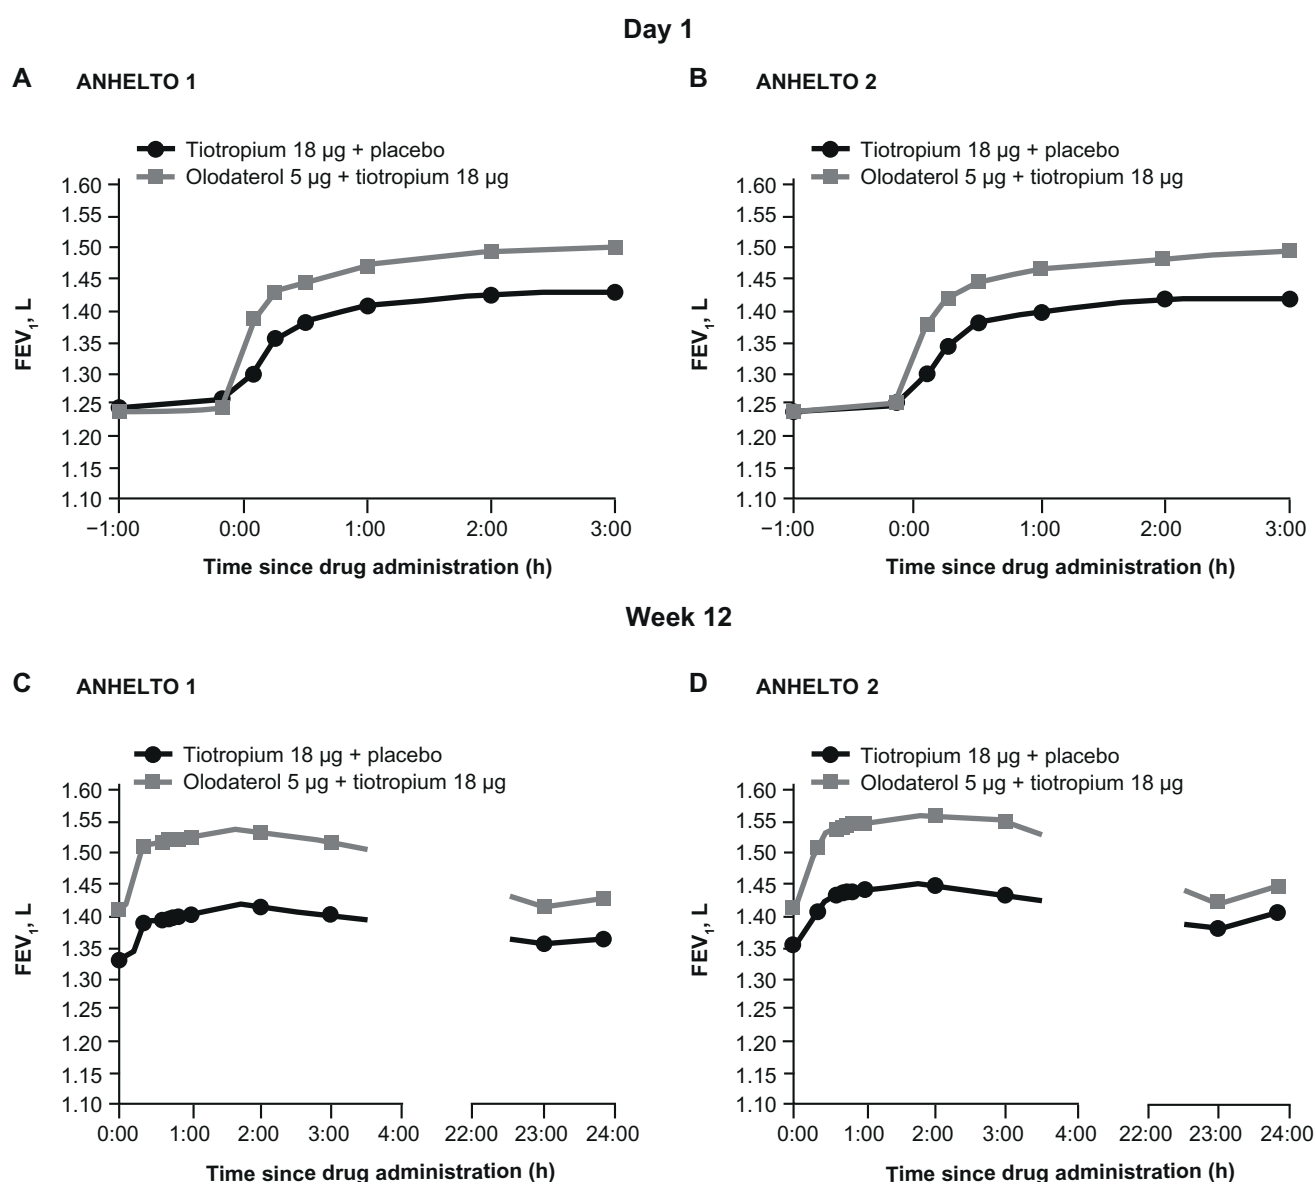 Day 1
A ANHELTO 1
Tiotropium 18 µg + placebo
Olodaterol 5 µg + tiotropium 18 µg
1.60
1.55
1.50
1.45
1.40
1.35
1.30
1.25
1.20
1.15
1.10
FEV1, L
−1:00 0:00 1:00 2:00 3:00
Time since drug administration (h)
B ANHELTO 2
Tiotropium 18 µg + placebo
Olodaterol 5 µg + tiotropium 18 µg
1.60
1.55
1.50
1.45
1.40
1.35
1.30
1.25
1.20
1.15
1.10
FEV1, L
−1:00 0:00 1:00 2:00 3:00
Time since drug administration (h)
Week 12
C ANHELTO 1
Tiotropium 18 µg + placebo
Olodaterol 5 µg + tiotropium 18 µg
1.60
1.55
1.50
1.45
1.40
1.35
1.30
1.25
1.20
1.15
1.10
FEV1, L
0:00 1:00 2:00 3:00 4:00 22:00 23:00 24:00
Time since drug administration (h)
D ANHELTO 2
Tiotropium 18 µg + placebo
Olodaterol 5 µg + tiotropium 18 µg
1.60
1.55
1.50
1.45
1.40
1.35
1.30
1.25
1.20
1.15
1.10
FEV1, L
0:00 1:00 2:00 3:00 4:00 22:00 23:00 24:00
Time since drug administration (h)